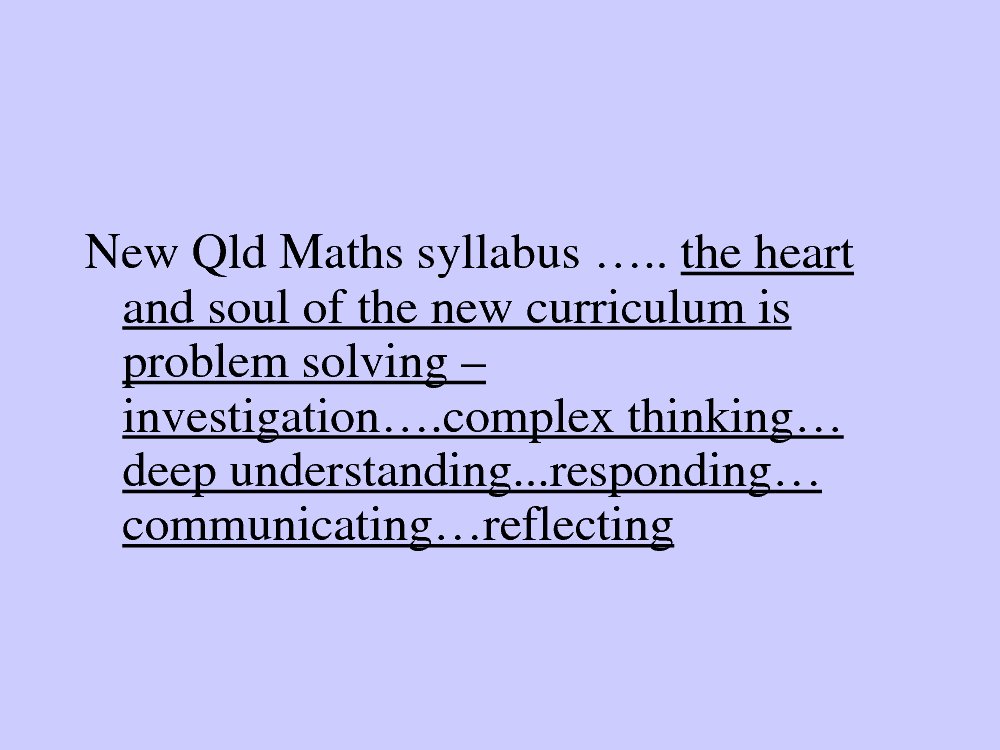 New Qld Maths syllabus ….. the heart
and soul of the new curriculum is
problem solving –
investigation….complex thinking…
deep understanding...responding…
communicating…reflecting